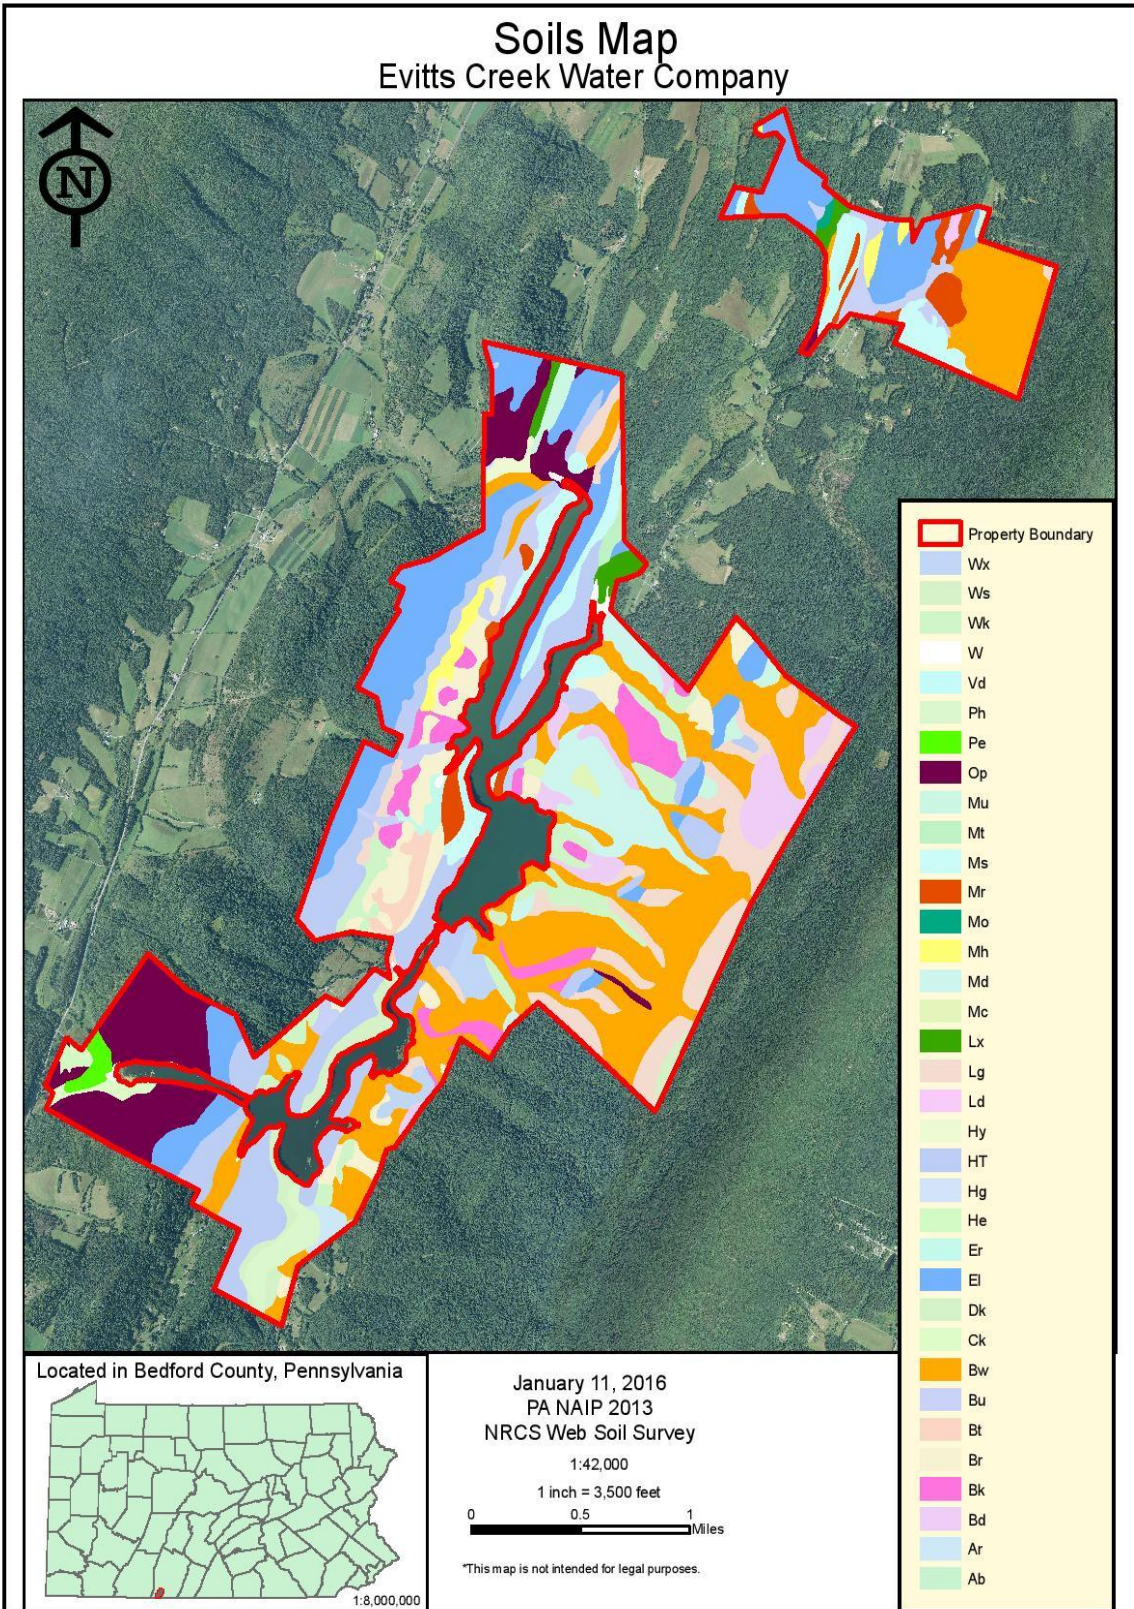 Soils Map
Evitts Creek Water Company
N
Property Boundary
Wx
Ws
Wk
W
Vd
Ph
Pe
Op
Mu
Mt
Ms
Mr
Mo
Mh
Md
Mc
Lx
Lg
Ld
Hy
HT
Hg
He
Er
El
Dk
Ck
Bw
Bu
Bt
Br
Bk
Bd
Ar
Ab
Located in Bedford County, Pennsylvania
1:8,000,000
January 11, 2016
PA NAIP 2013
NRCS Web Soil Survey
1:42,000
1 inch = 3,500 feet
0 0.5 1
Miles
*This map is not intended for legal purposes.